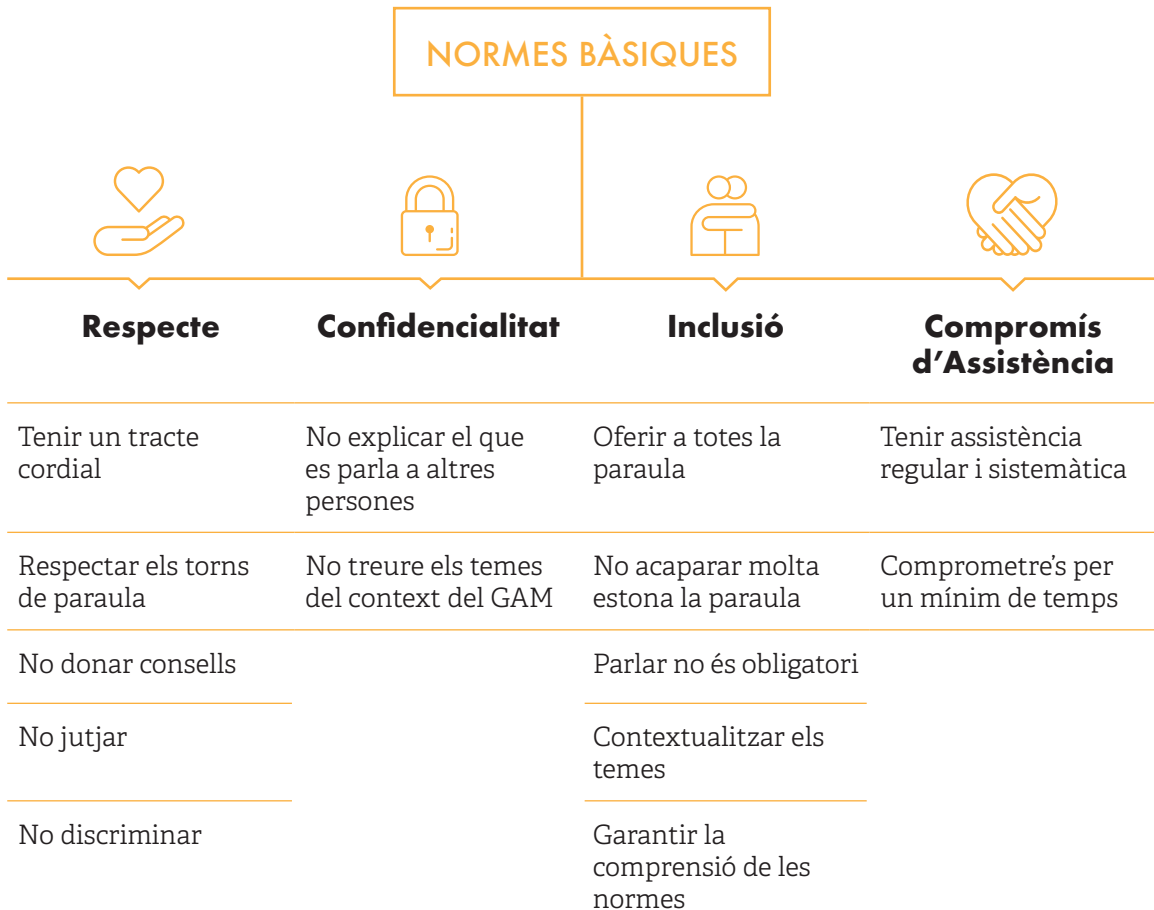 NORMES BÀSIQUES
Respecte
Confidencialitat
Inclusió
Compromís
d’Assistència
Tenir un tracte
cordial
No explicar el que
es parla a altres
persones
Oferir a totes la
paraula
Tenir assistència
regular i sistemàtica
Respectar els torns
de paraula
No treure els temes
del context del GAM
No acaparar molta
estona la paraula
Comprometre’s per
un mínim de temps
No donar consells
Parlar no és obligatori
No jutjar
Contextualitzar els
temes
No discriminar
Garantir la
comprensió de les
normes